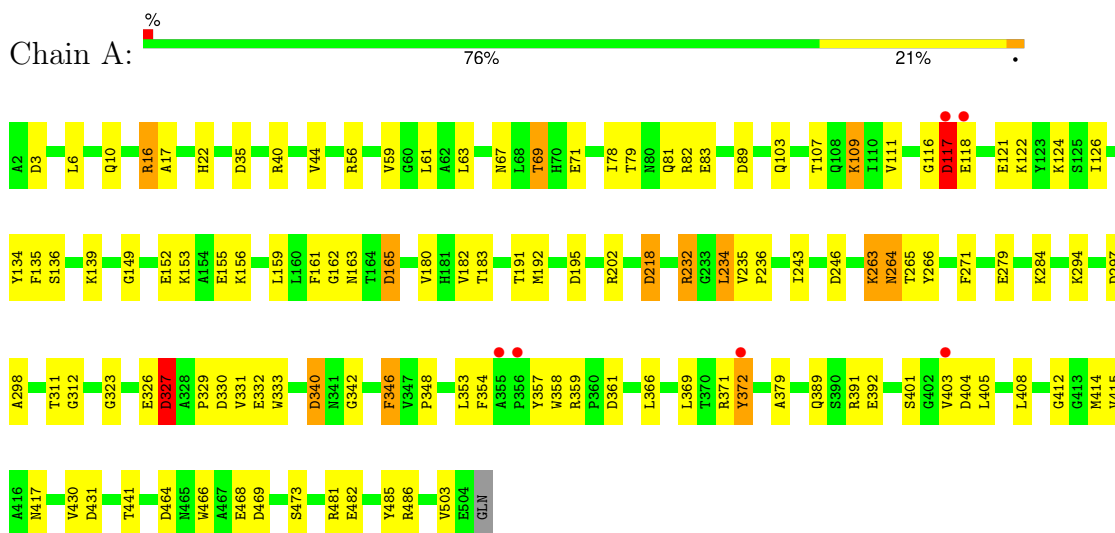 %
Chain A:
76% 21% •
A2 D3 L6 Q10 R16 A17 H22 D35 R40 V44 R56 V59 G60 L61 A62 L63 N67 L68 T69 H70 E71 I78 T79 N80 Q81 R82 E83 D89 Q103 T107 Q108 K109 I110 V111 G116 D117 E118 E121 K122 Y123 K124 S125 I126
Y134 F135 S136 K139 G149 E152 K153 A154 E155 K156 L159 L160 F161 G162 N163 T164 D165 V180 H181 V182 T183 T191 M192 D195 R202 D218 R232 G233 L234 V235 P236 I243 D246 K263 N264 T265 Y266 F271 E279 K284 K294
A298 T311 G312 G323 E326 D327 A328 P329 D330 V331 E332 W333 D340 N341 G342 F346 V347 P348 L353 F354 A355 P356 Y357 W358 R359 P360 D361 L366 L369 T370 R371 Y372 A379 Q389 S390 R391 E392 S401 G402 V403 D404 L405 L408 G412 G413 M414
A416 N417 V430 D431 T441 D464 N465 W466 A467 E468 D469 S473 R481 E482 Y485 R486 V503 E504 GLN